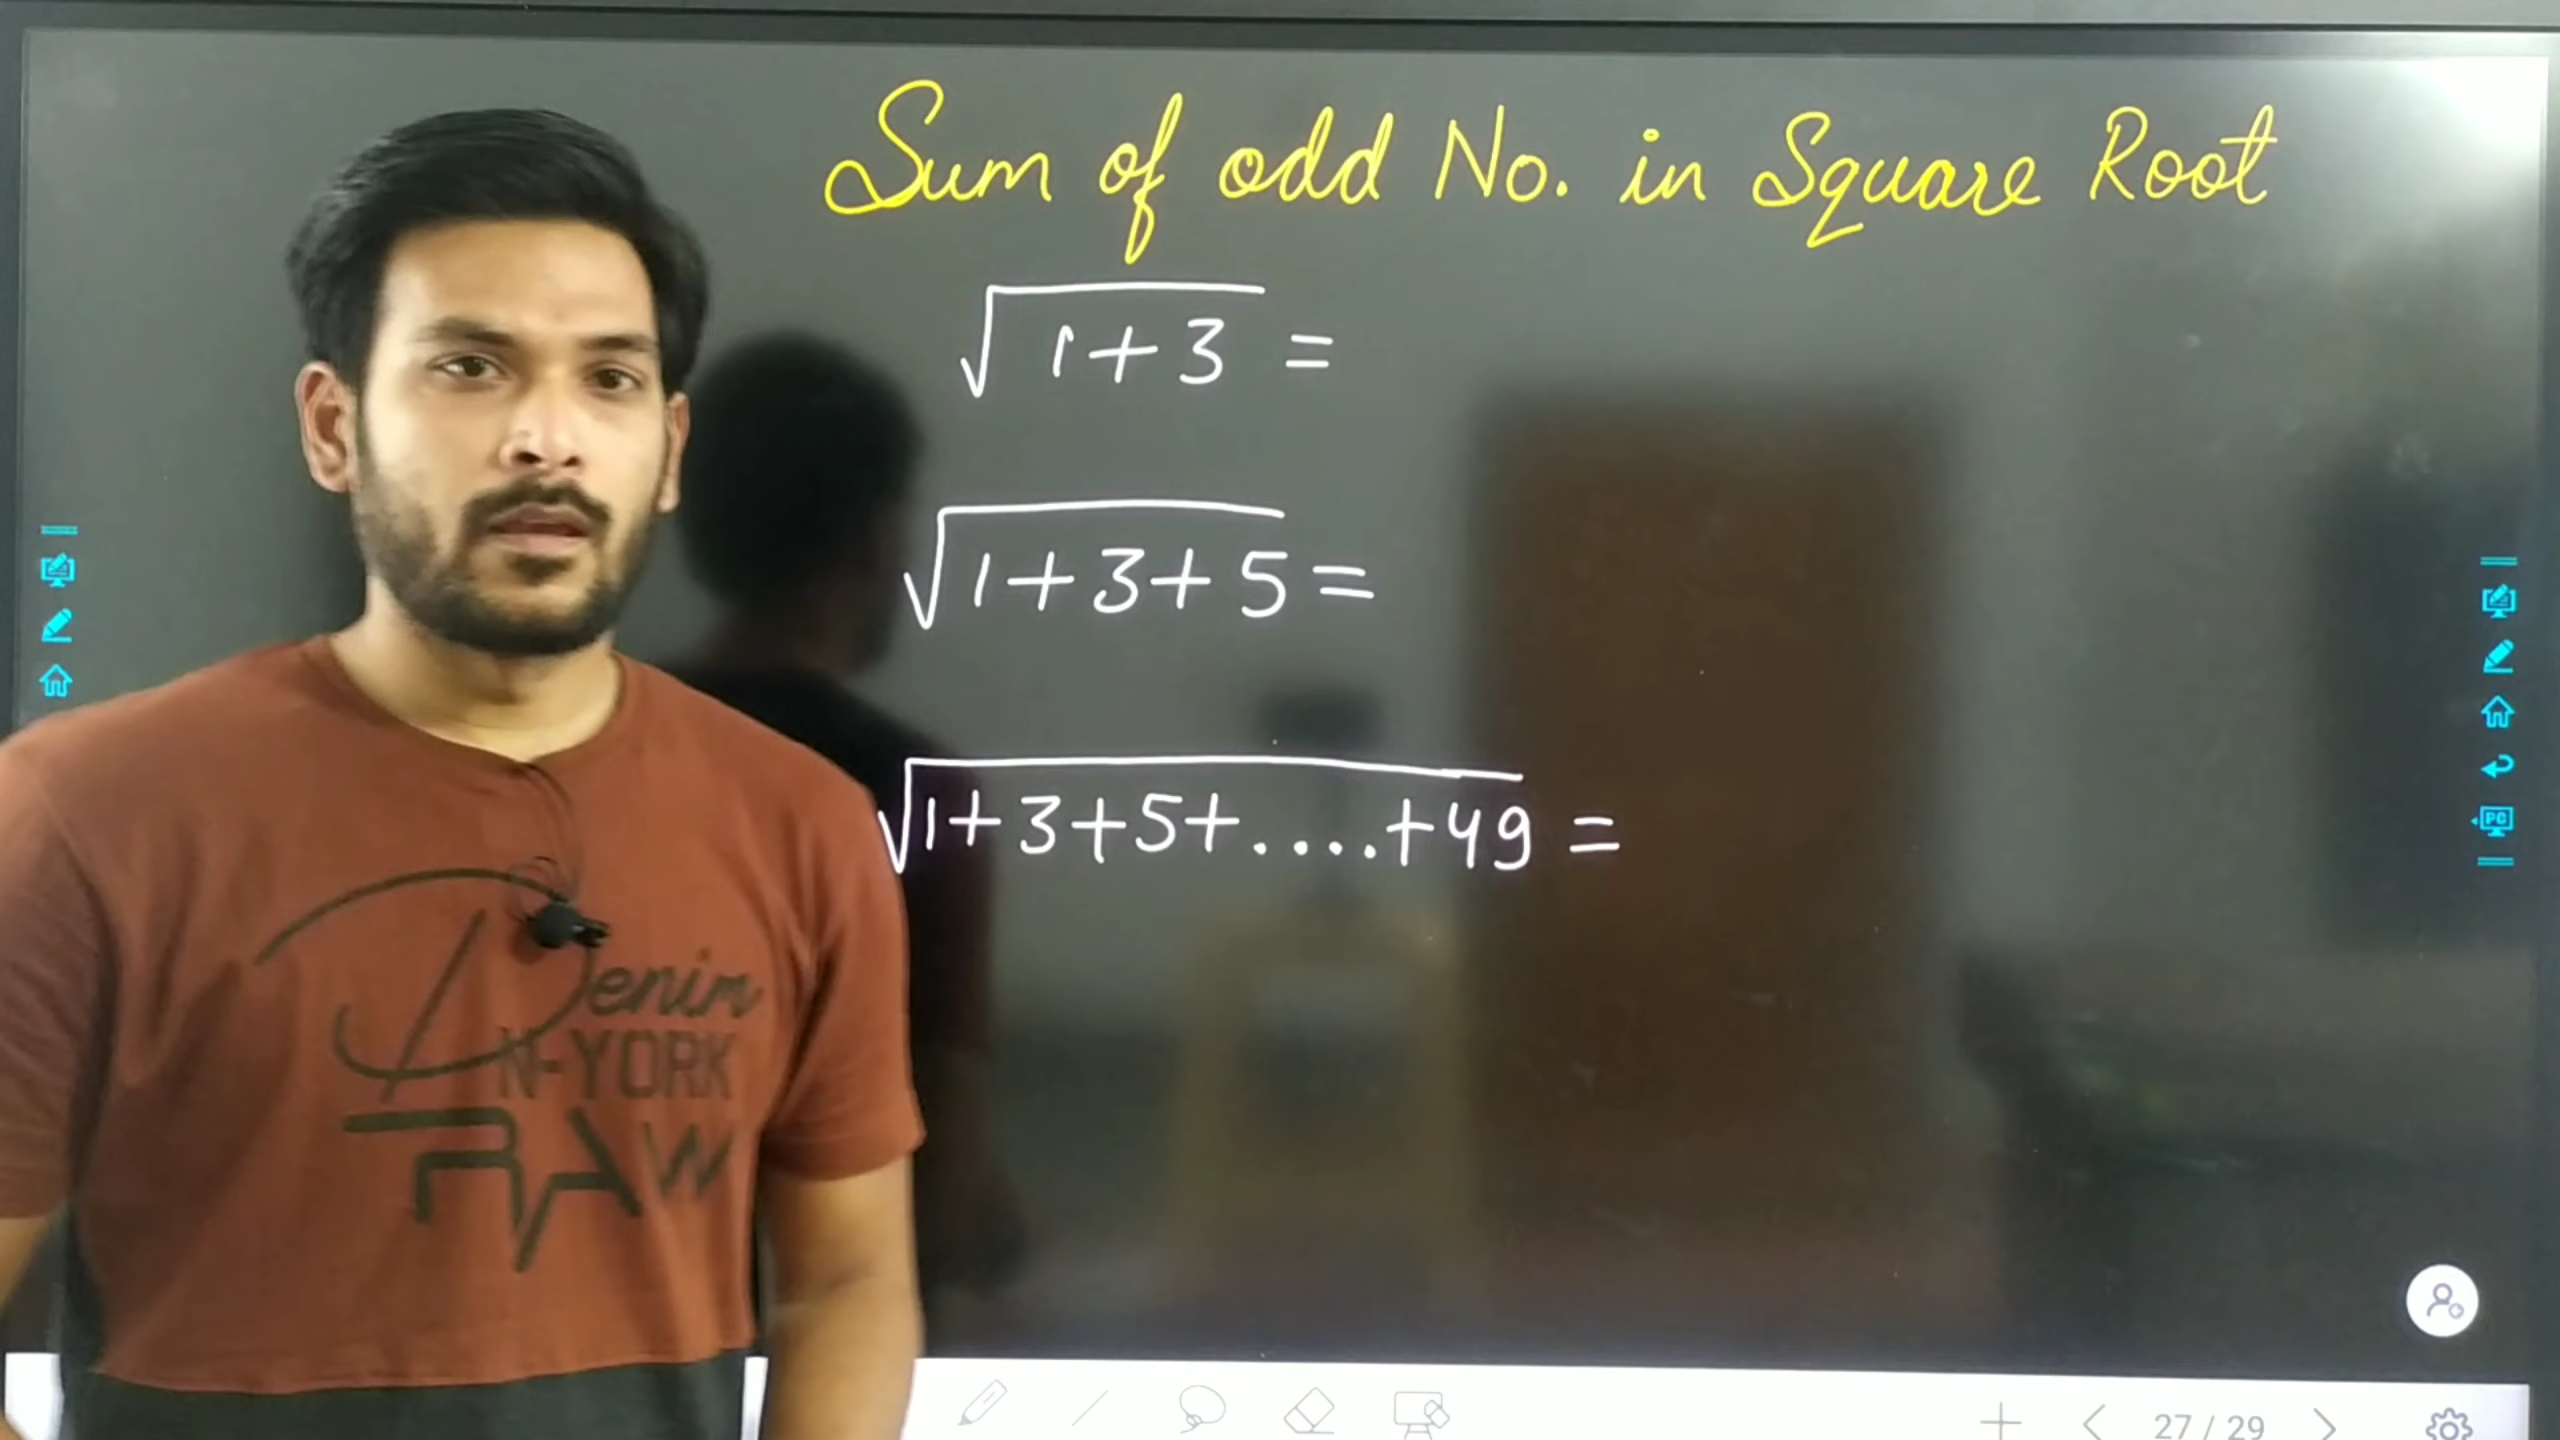 Sum of odd No. in Square Root
√1+3 =
√1+3+5 =
√1+3+5+....+49 =
PC
Denim
N-YORK
RAW
27 / 29